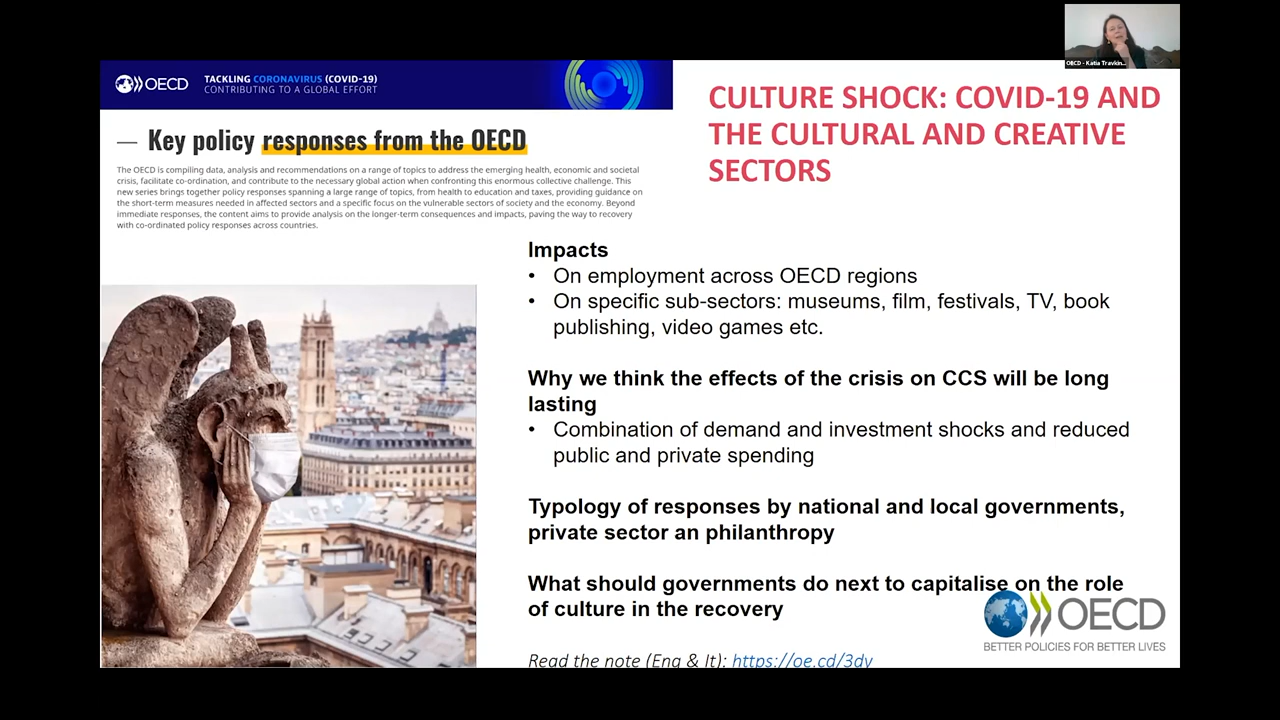 OECD - Katia Travkin...
OECD
TACKLING CORONAVIRUS (COVID-19)
CONTRIBUTING TO A GLOBAL EFFORT
— Key policy responses from the OECD
The OECD is compiling data, analysis and recommendations on a range of topics to address the emerging health, economic and societal
crisis, facilitate co-ordination, and contribute to the necessary global action when confronting this enormous collective challenge. This
new series brings together policy responses spanning a large range of topics, from health to education and taxes, providing guidance on
the short-term measures needed in affected sectors and a specific focus on the vulnerable sectors of society and the economy. Beyond
immediate responses, the content aims to provide analysis on the longer-term consequences and impacts, paving the way to recovery
with co-ordinated policy responses across countries.
CULTURE SHOCK: COVID-19 AND
THE CULTURAL AND CREATIVE
SECTORS
Impacts
• On employment across OECD regions
• On specific sub-sectors: museums, film, festivals, TV, book
publishing, video games etc.
Why we think the effects of the crisis on CCS will be long
lasting
• Combination of demand and investment shocks and reduced
public and private spending
Typology of responses by national and local governments,
private sector an philanthropy
What should governments do next to capitalise on the role
of culture in the recovery
OECD
BETTER POLICIES FOR BETTER LIVES
Read the note (Eng & It): https://oe.cd/3dy